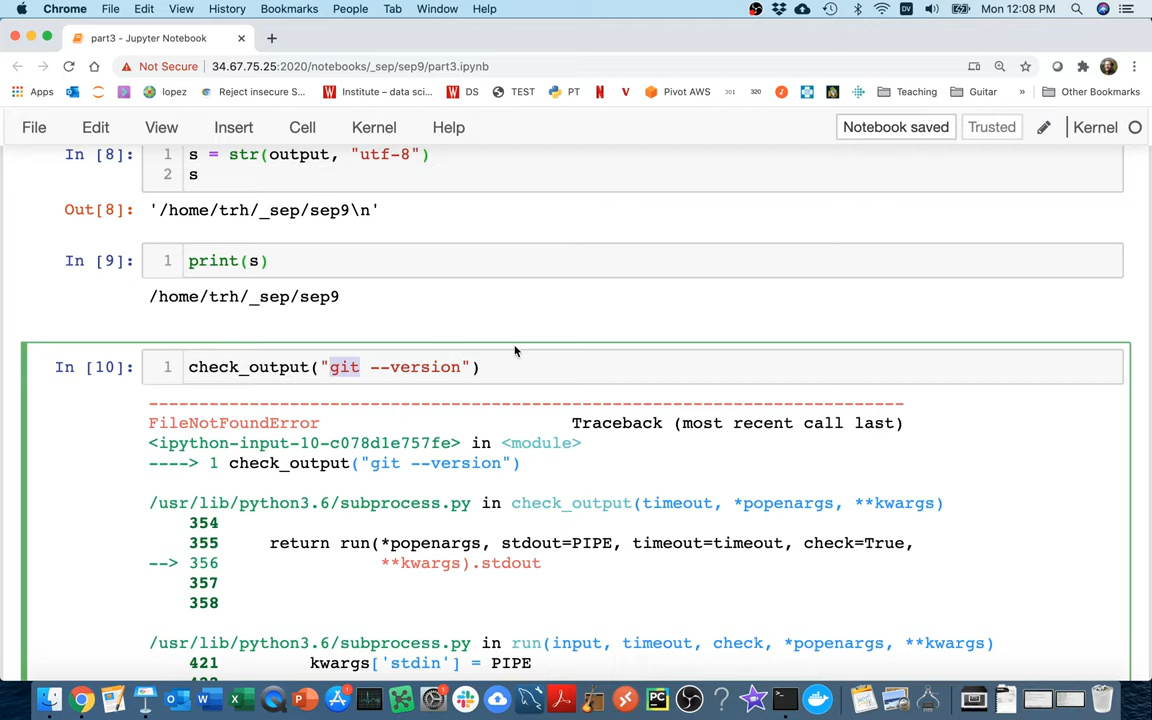 Chrome File Edit View History Bookmarks People Tab Window Help DV Mon 12:08 PM
part3 - Jupyter Notebook
Not Secure 34.67.75.25:2020/notebooks/_sep/sep9/part3.ipynb
Apps lopez Reject insecure S... Institute – data sci... DS TEST PT Pivot AWS 301 320 Teaching Guitar » Other Bookmarks
File Edit View Insert Cell Kernel Help Notebook saved Trusted Kernel
In [8]: 1 s = str(output, "utf-8")
2 s
Out[8]: '/home/trh/_sep/sep9\n'
In [9]: 1 print(s)
/home/trh/_sep/sep9
In [10]: 1 check_output("git --version")
---------------------------------------------------------------------------
FileNotFoundError Traceback (most recent call last)
<ipython-input-10-c078d1e757fe> in <module>
----> 1 check_output("git --version")
/usr/lib/python3.6/subprocess.py in check_output(timeout, *popenargs, **kwargs)
354
355 return run(*popenargs, stdout=PIPE, timeout=timeout, check=True,
--> 356 **kwargs).stdout
357
358
/usr/lib/python3.6/subprocess.py in run(input, timeout, check, *popenargs, **kwargs)
421 kwargs['stdin'] = PIPE